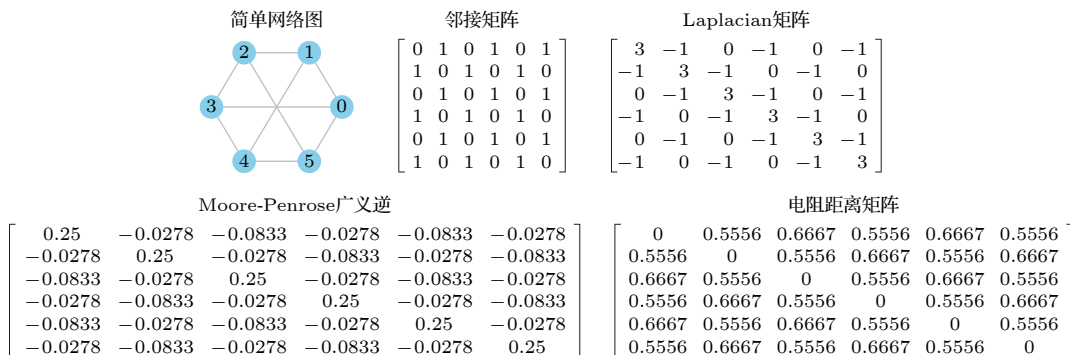 简单网络图
2 1
3 0
4 5
邻接矩阵
0 1 0 1 0 1
1 0 1 0 1 0
0 1 0 1 0 1
1 0 1 0 1 0
0 1 0 1 0 1
1 0 1 0 1 0
Laplacian矩阵
3 −1 0 −1 0 −1
−1 3 −1 0 −1 0
0 −1 3 −1 0 −1
−1 0 −1 3 −1 0
0 −1 0 −1 3 −1
−1 0 −1 0 −1 3
Moore-Penrose广义逆
0.25 −0.0278 −0.0833 −0.0278 −0.0833 −0.0278
−0.0278 0.25 −0.0278 −0.0833 −0.0278 −0.0833
−0.0833 −0.0278 0.25 −0.0278 −0.0833 −0.0278
−0.0278 −0.0833 −0.0278 0.25 −0.0278 −0.0833
−0.0833 −0.0278 −0.0833 −0.0278 0.25 −0.0278
−0.0278 −0.0833 −0.0278 −0.0833 −0.0278 0.25
电阻距离矩阵
0 0.5556 0.6667 0.5556 0.6667 0.5556
0.5556 0 0.5556 0.6667 0.5556 0.6667
0.6667 0.5556 0 0.5556 0.6667 0.5556
0.5556 0.6667 0.5556 0 0.5556 0.6667
0.6667 0.5556 0.6667 0.5556 0 0.5556
0.5556 0.6667 0.5556 0.6667 0.5556 0